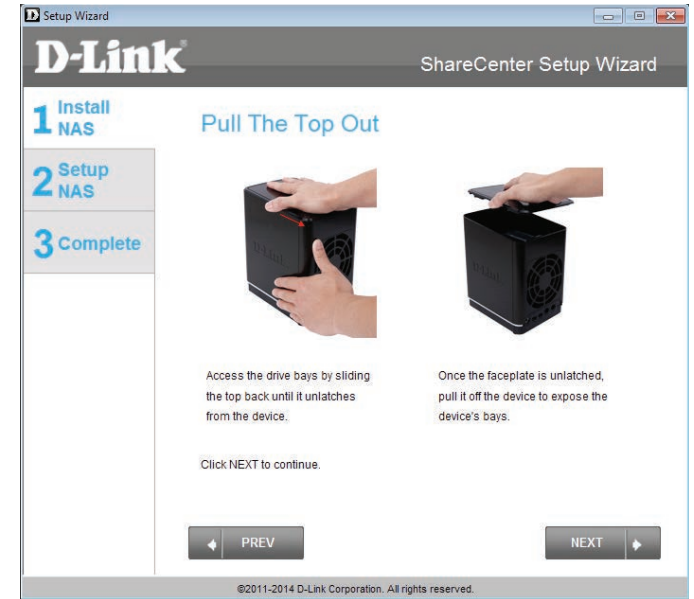 Setup Wizard
D-Link
ShareCenter Setup Wizard
1 Install
NAS
2 Setup
NAS
3 Complete
Pull The Top Out
D-Link
D-Link
Access the drive bays by sliding
the top back until it unlatches
from the device.
Once the faceplate is unlatched,
pull it off the device to expose the
device's bays.
Click NEXT to continue.
PREV
NEXT
©2011-2014 D-Link Corporation. All rights reserved.